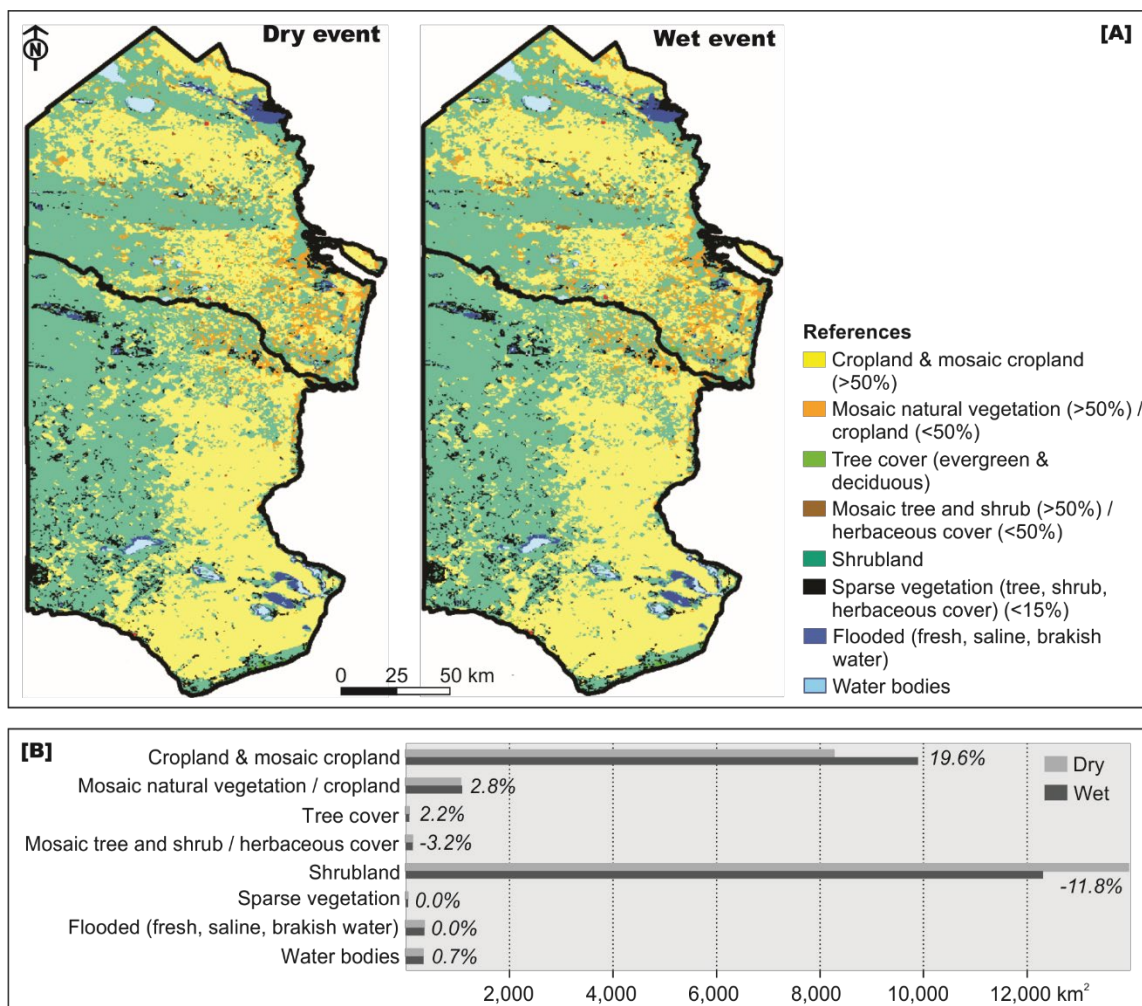 Dry event
Wet event
[A]
N
References
Cropland & mosaic cropland
(>50%)
Mosaic natural vegetation (>50%) /
cropland (<50%)
Tree cover (evergreen &
deciduous)
Mosaic tree and shrub (>50%) /
herbaceous cover (<50%)
Shrubland
Sparse vegetation (tree, shrub,
herbaceous cover) (<15%)
Flooded (fresh, saline, brakish
water)
Water bodies
0 25 50 km
[B]
Cropland & mosaic cropland 19.6%
Mosaic natural vegetation / cropland 2.8%
Tree cover 2.2%
Mosaic tree and shrub / herbaceous cover -3.2%
Shrubland -11.8%
Sparse vegetation 0.0%
Flooded (fresh, saline, brakish water) 0.0%
Water bodies 0.7%
Dry
Wet
2,000 4,000 6,000 8,000 10,000 12,000 km²